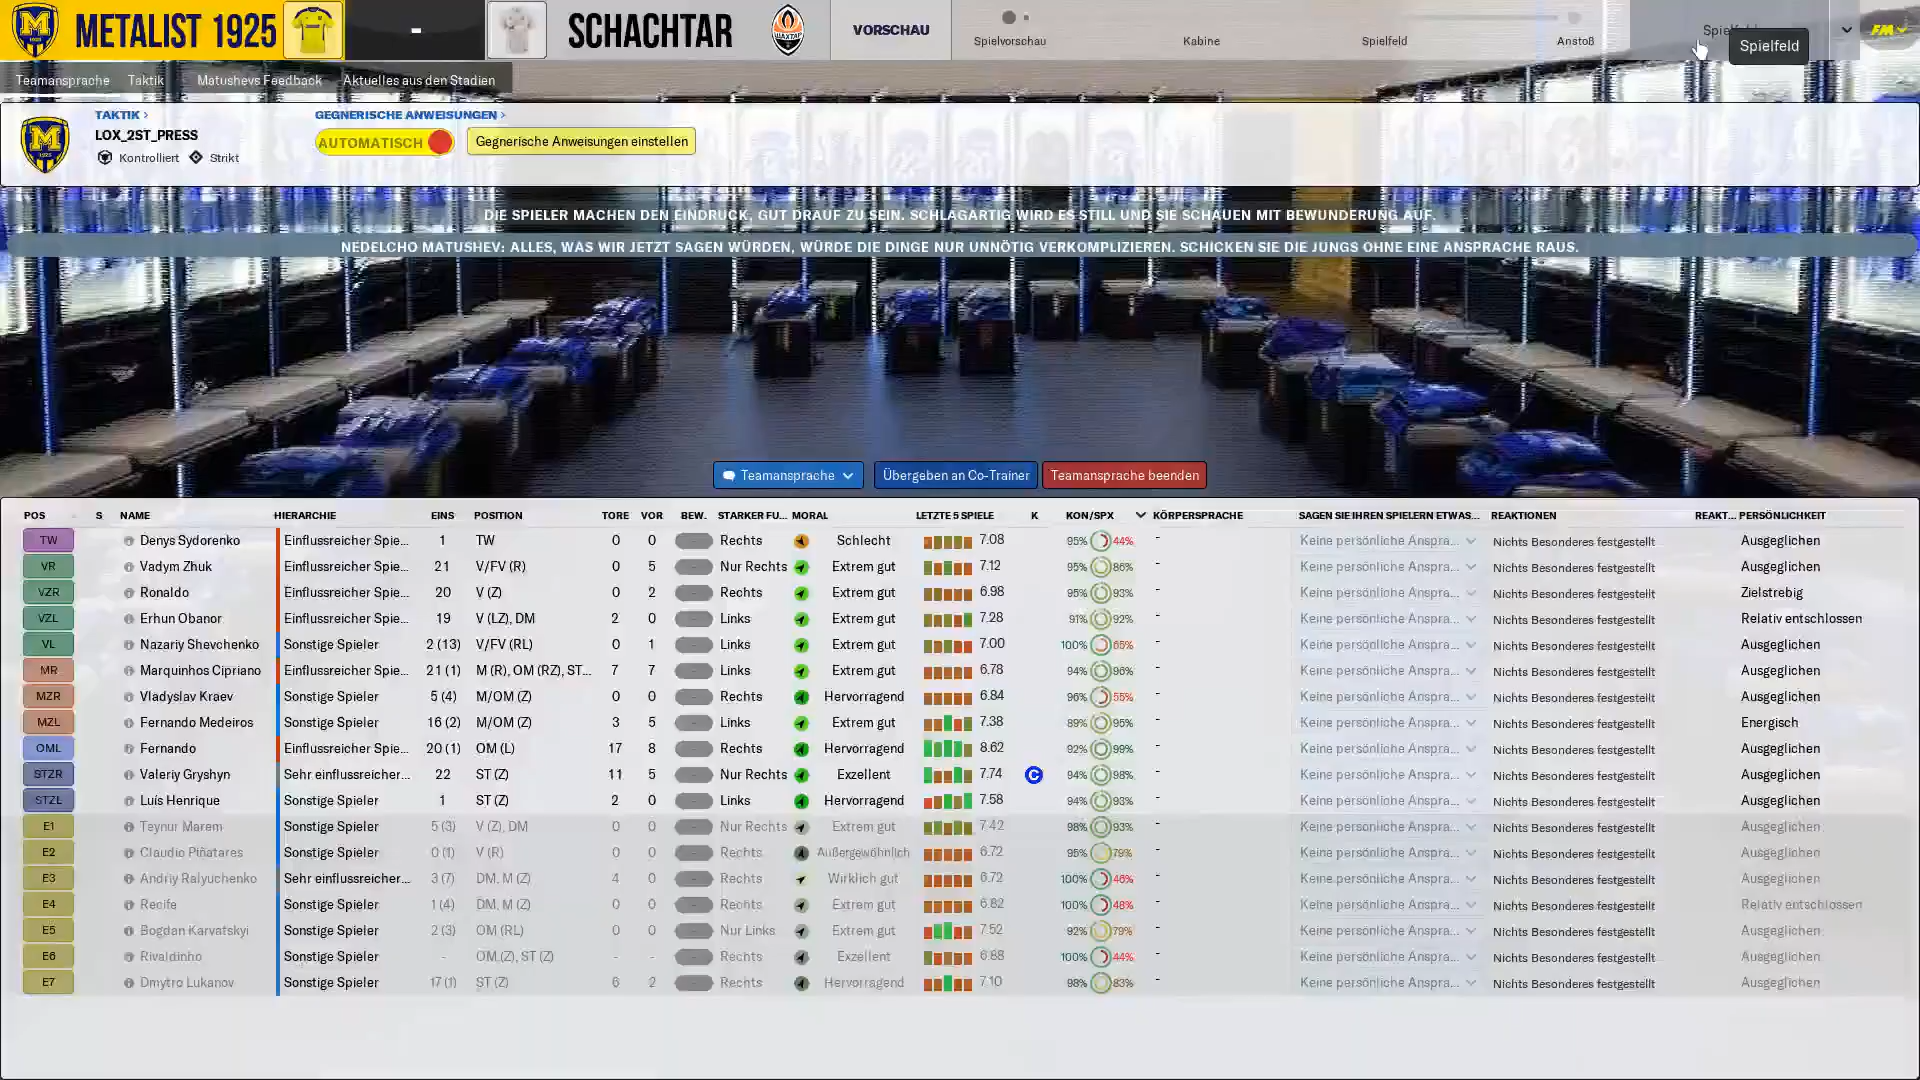 METALIST 1925
-
SCHACHTAR
VORSCHAU
Spielvorschau
Kabine
Spielfeld
Anstoß
Spielfeld
FM
Teamansprache Taktik Matushevs Feedback Aktuelles aus den Stadien
TAKTIK >
LOX_2ST_PRESS
Kontrolliert Strikt
GEGNERISCHE ANWEISUNGEN >
AUTOMATISCH
Gegnerische Anweisungen einstellen
DIE SPIELER MACHEN DEN EINDRUCK, GUT DRAUF ZU SEIN. SCHLAGARTIG WIRD ES STILL UND SIE SCHAUEN MIT BEWUNDERUNG AUF.
NEDELCHO MATUSHEV: ALLES, WAS WIR JETZT SAGEN WÜRDEN, WÜRDE DIE DINGE NUR UNNÖTIG VERKOMPLIZIEREN. SCHICKEN SIE DIE JUNGS OHNE EINE ANSPRACHE RAUS.
Teamansprache Übergeben an Co-Trainer Teamansprache beenden
POS S NAME HIERARCHIE EINS POSITION TORE VOR BEW. STARKER FU... MORAL LETZTE 5 SPIELE K KON/SPX KÖRPERSPRACHE SAGEN SIE IHREN SPIELERN ETWAS... REAKTIONEN REAKT... PERSÖNLICHKEIT
TW Denys Sydorenko Einflussreicher Spie... 1 TW 0 0 Rechts Schlecht 7.08 95% 44% - Keine persönliche Anspra... Nichts Besonderes festgestellt Ausgeglichen
VR Vadym Zhuk Einflussreicher Spie... 21 V/FV (R) 0 5 Nur Rechts Extrem gut 7.12 95% 86% - Keine persönliche Anspra... Nichts Besonderes festgestellt Ausgeglichen
VZR Ronaldo Einflussreicher Spie... 20 V (Z) 0 2 Rechts Extrem gut 6.98 95% 93% - Keine persönliche Anspra... Nichts Besonderes festgestellt Zielstrebig
VZL Erhun Obanor Einflussreicher Spie... 19 V (LZ), DM 2 0 Links Extrem gut 7.28 91% 92% - Keine persönliche Anspra... Nichts Besonderes festgestellt Relativ entschlossen
VL Nazariy Shevchenko Sonstige Spieler 2 (13) V/FV (RL) 0 1 Links Extrem gut 7.00 100% 65% - Keine persönliche Anspra... Nichts Besonderes festgestellt Ausgeglichen
MR Marquinhos Cipriano Einflussreicher Spie... 21 (1) M (R), OM (RZ), ST... 7 7 Links Extrem gut 6.78 94% 96% - Keine persönliche Anspra... Nichts Besonderes festgestellt Ausgeglichen
MZR Vladyslav Kraev Sonstige Spieler 5 (4) M/OM (Z) 0 0 Rechts Hervorragend 6.84 96% 55% - Keine persönliche Anspra... Nichts Besonderes festgestellt Ausgeglichen
MZL Fernando Medeiros Sonstige Spieler 16 (2) M/OM (Z) 3 5 Links Extrem gut 7.38 89% 95% - Keine persönliche Anspra... Nichts Besonderes festgestellt Energisch
OML Fernando Einflussreicher Spie... 20 (1) OM (L) 17 8 Rechts Hervorragend 8.62 92% 99% - Keine persönliche Anspra... Nichts Besonderes festgestellt Ausgeglichen
STZR Valeriy Gryshyn Sehr einflussreicher... 22 ST (Z) 11 5 Nur Rechts Exzellent 7.74 C 94% 98% - Keine persönliche Anspra... Nichts Besonderes festgestellt Ausgeglichen
STZL Luís Henrique Sonstige Spieler 1 ST (Z) 2 0 Links Hervorragend 7.58 94% 93% - Keine persönliche Anspra... Nichts Besonderes festgestellt Ausgeglichen
E1 Teynur Marem Sonstige Spieler 5 (3) V (Z), DM 0 0 Nur Rechts Extrem gut 7.42 98% 93% - Keine persönliche Anspra... Nichts Besonderes festgestellt Ausgeglichen
E2 Claudio Piñatares Sonstige Spieler 0 (1) V (R) 0 0 Rechts Außergewöhnlich 6.72 95% 79% - Keine persönliche Anspra... Nichts Besonderes festgestellt Ausgeglichen
E3 Andriy Ralyuchenko Sehr einflussreicher... 3 (7) DM, M (Z) 4 0 Rechts Wirklich gut 6.72 100% 46% - Keine persönliche Anspra... Nichts Besonderes festgestellt Ausgeglichen
E4 Recife Sonstige Spieler 1 (4) DM, M (Z) 0 0 Rechts Extrem gut 6.82 100% 48% - Keine persönliche Anspra... Nichts Besonderes festgestellt Relativ entschlossen
E5 Bogdan Karvatskyi Sonstige Spieler 2 (3) OM (RL) 0 0 Nur Links Extrem gut 7.52 92% 79% - Keine persönliche Anspra... Nichts Besonderes festgestellt Ausgeglichen
E6 Rivaldinho Sonstige Spieler - OM (Z), ST (Z) - - Rechts Exzellent 6.88 100% 44% - Keine persönliche Anspra... Nichts Besonderes festgestellt Ausgeglichen
E7 Dmytro Lukanov Sonstige Spieler 17 (1) ST (Z) 6 2 Rechts Hervorragend 7.10 98% 83% - Keine persönliche Anspra... Nichts Besonderes festgestellt Ausgeglichen